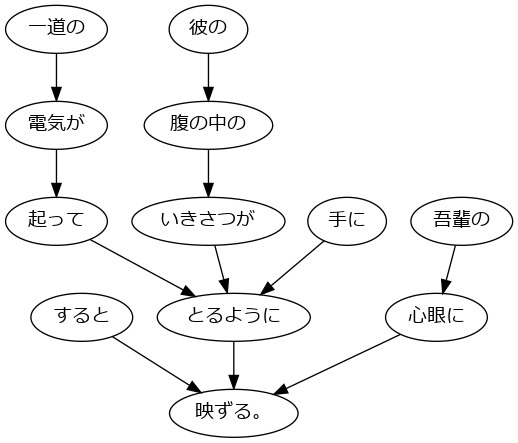 一道の
彼の
電気が
腹の中の
起って
いきさつが
手に
吾輩の
すると
とるように
心眼に
映ずる。